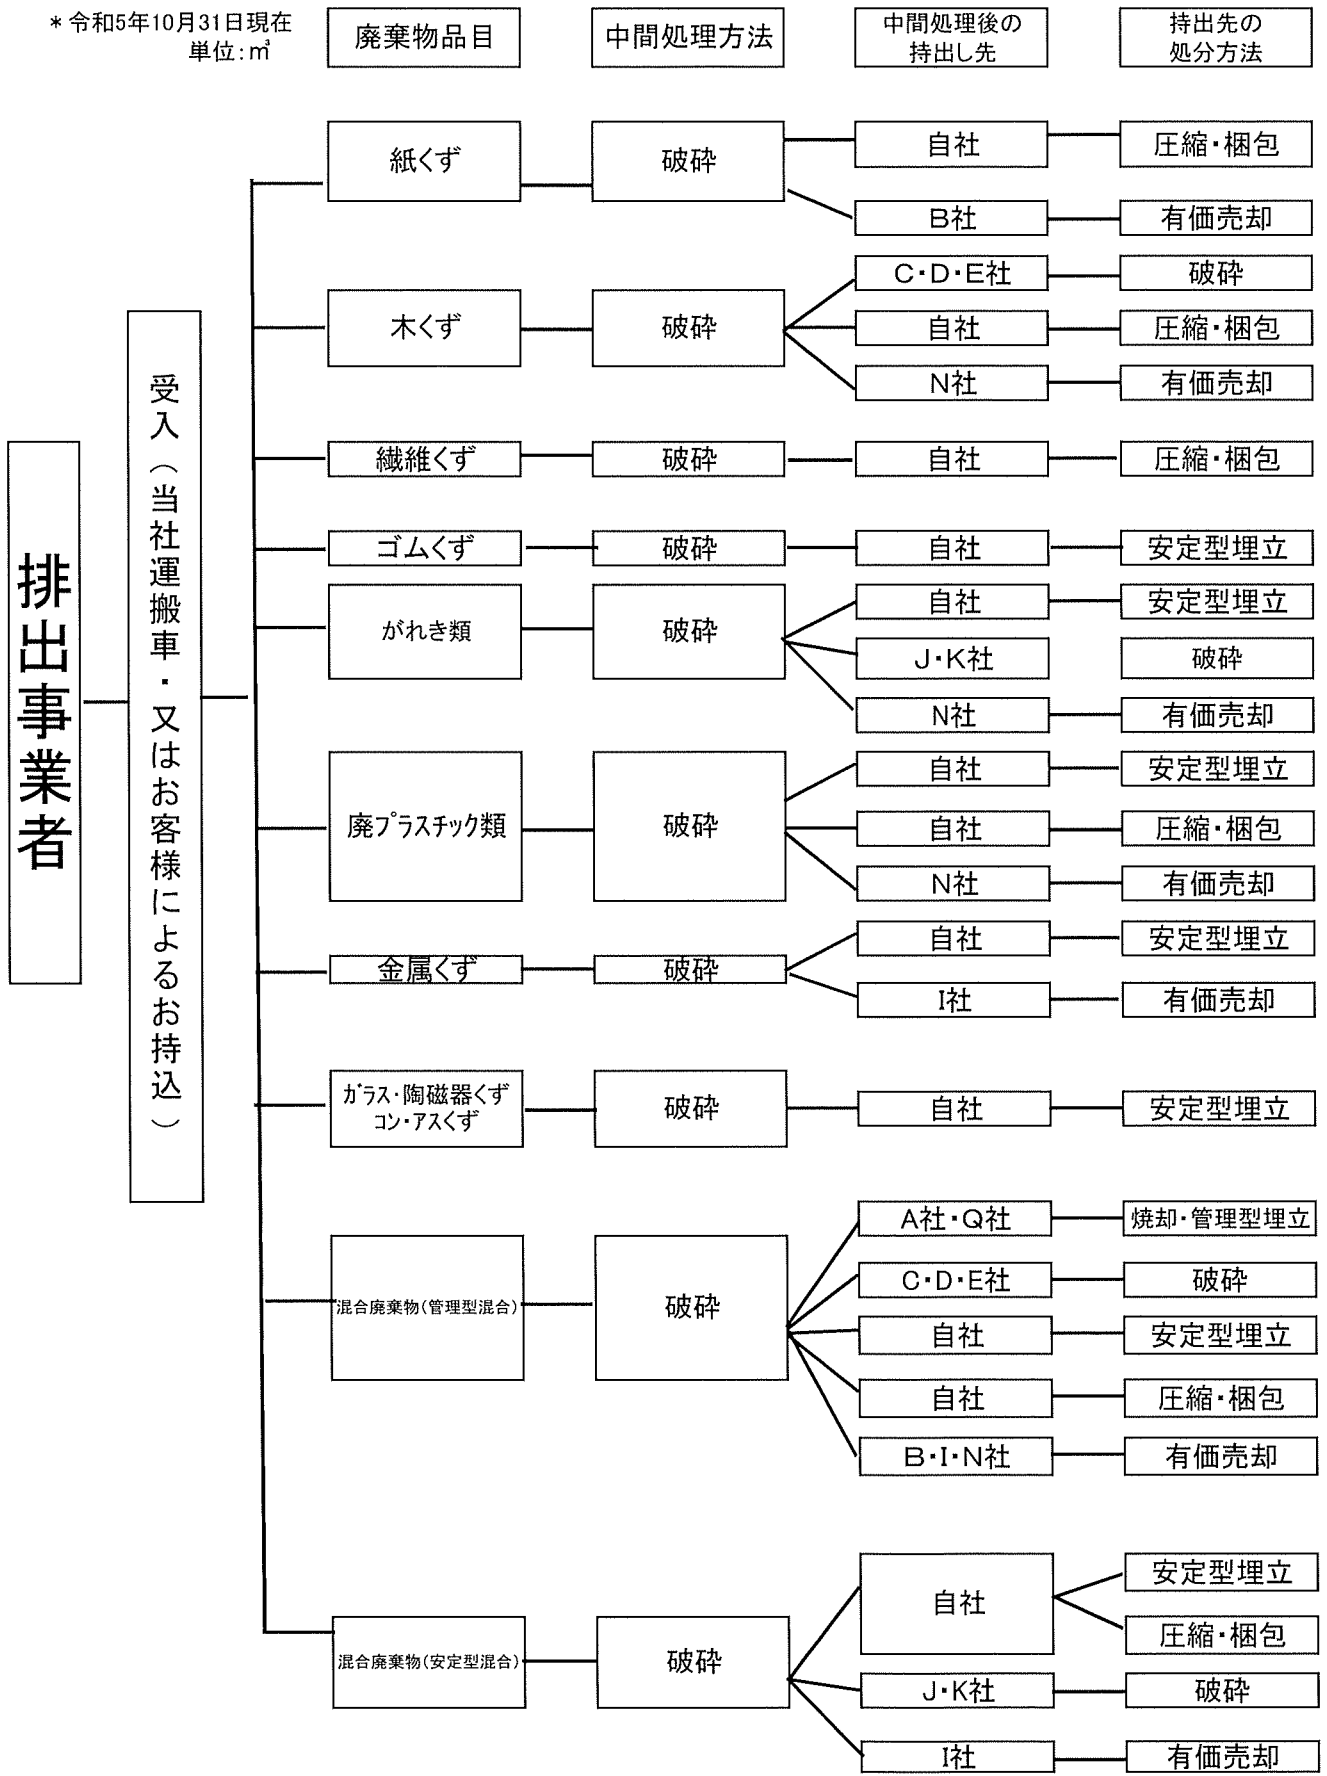 ＊令和5年10月31日現在
単位：㎥
廃棄物品目
中間処理方法
中間処理後の
持出し先
持出先の
処分方法
排出事業者
受入（当社運搬車・又はお客様によるお持込）
紙くず
破砕
自社
圧縮・梱包
B社
有価売却
木くず
破砕
C・D・E社
破砕
自社
圧縮・梱包
N社
有価売却
繊維くず
破砕
自社
圧縮・梱包
ゴムくず
破砕
自社
安定型埋立
がれき類
破砕
自社
安定型埋立
J・K社
破砕
N社
有価売却
廃プラスチック類
破砕
自社
安定型埋立
自社
圧縮・梱包
N社
有価売却
金属くず
破砕
自社
安定型埋立
I社
有価売却
ガラス・陶磁器くず
コン・アスくず
破砕
自社
安定型埋立
混合廃棄物（管理型混合）
破砕
A社・Q社
焼却・管理型埋立
C・D・E社
破砕
自社
安定型埋立
自社
圧縮・梱包
B・I・N社
有価売却
混合廃棄物（安定型混合）
破砕
自社
安定型埋立
圧縮・梱包
J・K社
破砕
I社
有価売却